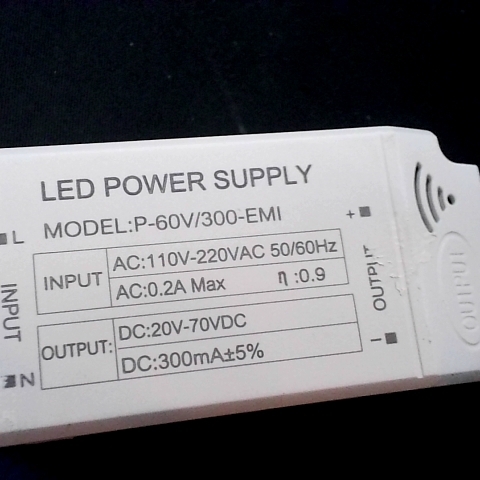 LED POWER SUPPLY
MODEL:P-60V/300-EMI
L
N
INPUT
INPUT
AC:110V-220VAC 50/60Hz
AC:0.2A Max η:0.9
OUTPUT:
DC:20V-70VDC
DC:300mA±5%
+
OUTPUT
-